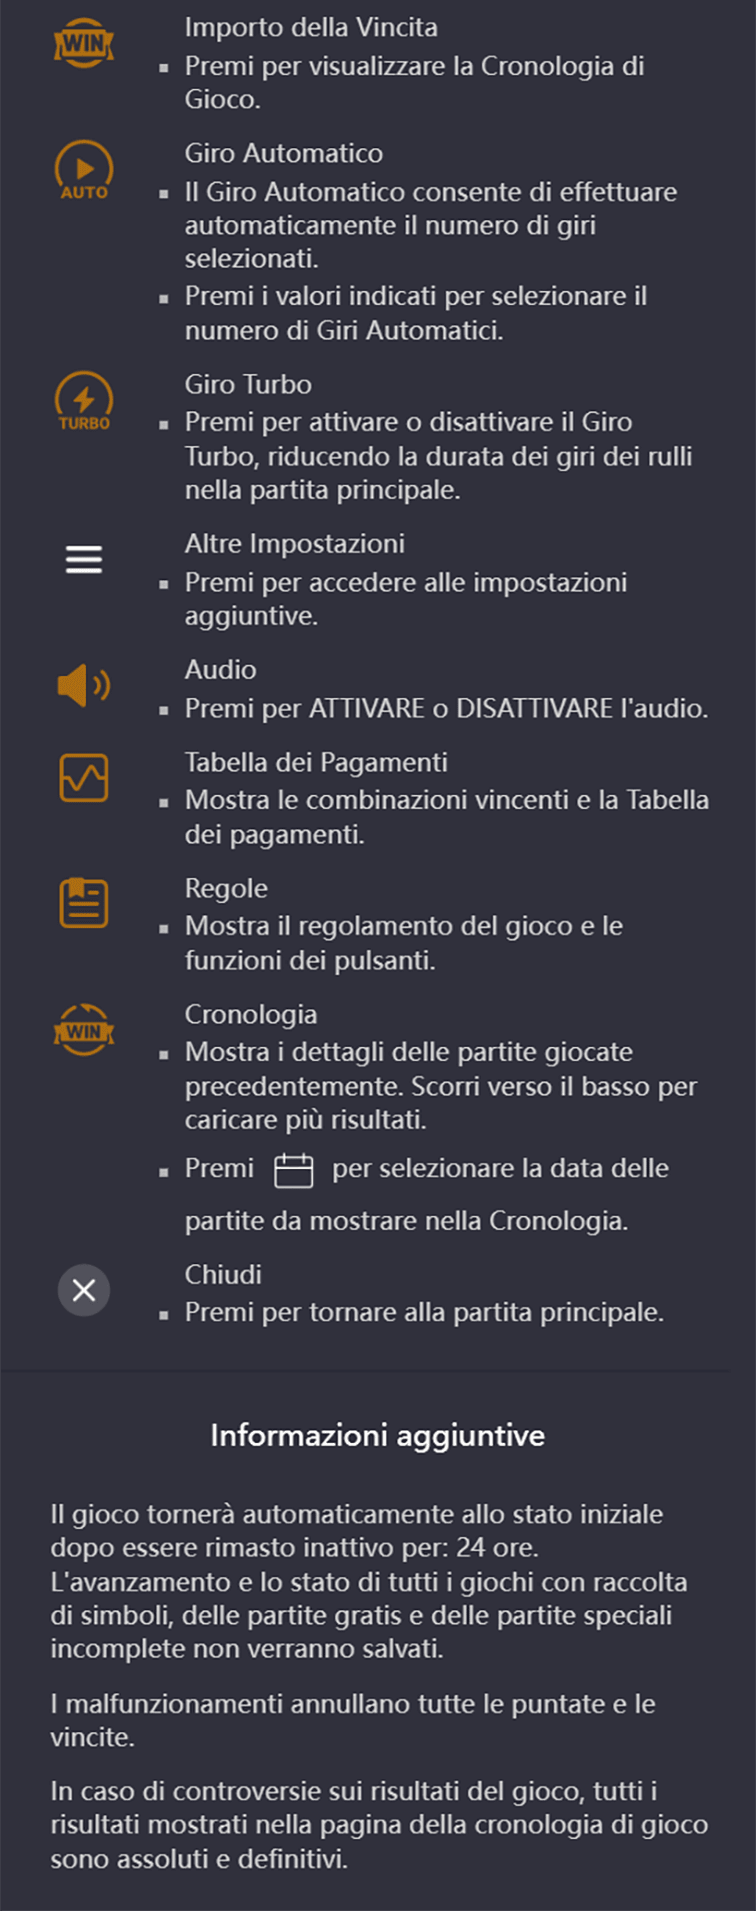 WIN
Importo della Vincita
▪ Premi per visualizzare la Cronologia di
Gioco.
AUTO
Giro Automatico
▪ Il Giro Automatico consente di effettuare
automaticamente il numero di giri
selezionati.
▪ Premi i valori indicati per selezionare il
numero di Giri Automatici.
TURBO
Giro Turbo
▪ Premi per attivare o disattivare il Giro
Turbo, riducendo la durata dei giri dei rulli
nella partita principale.
Altre Impostazioni
▪ Premi per accedere alle impostazioni
aggiuntive.
Audio
▪ Premi per ATTIVARE o DISATTIVARE l'audio.
Tabella dei Pagamenti
▪ Mostra le combinazioni vincenti e la Tabella
dei pagamenti.
Regole
▪ Mostra il regolamento del gioco e le
funzioni dei pulsanti.
WIN
Cronologia
▪ Mostra i dettagli delle partite giocate
precedentemente. Scorri verso il basso per
caricare più risultati.
▪ Premi per selezionare la data delle
partite da mostrare nella Cronologia.
Chiudi
▪ Premi per tornare alla partita principale.
Informazioni aggiuntive
Il gioco tornerà automaticamente allo stato iniziale
dopo essere rimasto inattivo per: 24 ore.
L'avanzamento e lo stato di tutti i giochi con raccolta
di simboli, delle partite gratis e delle partite speciali
incomplete non verranno salvati.
I malfunzionamenti annullano tutte le puntate e le
vincite.
In caso di controversie sui risultati del gioco, tutti i
risultati mostrati nella pagina della cronologia di gioco
sono assoluti e definitivi.